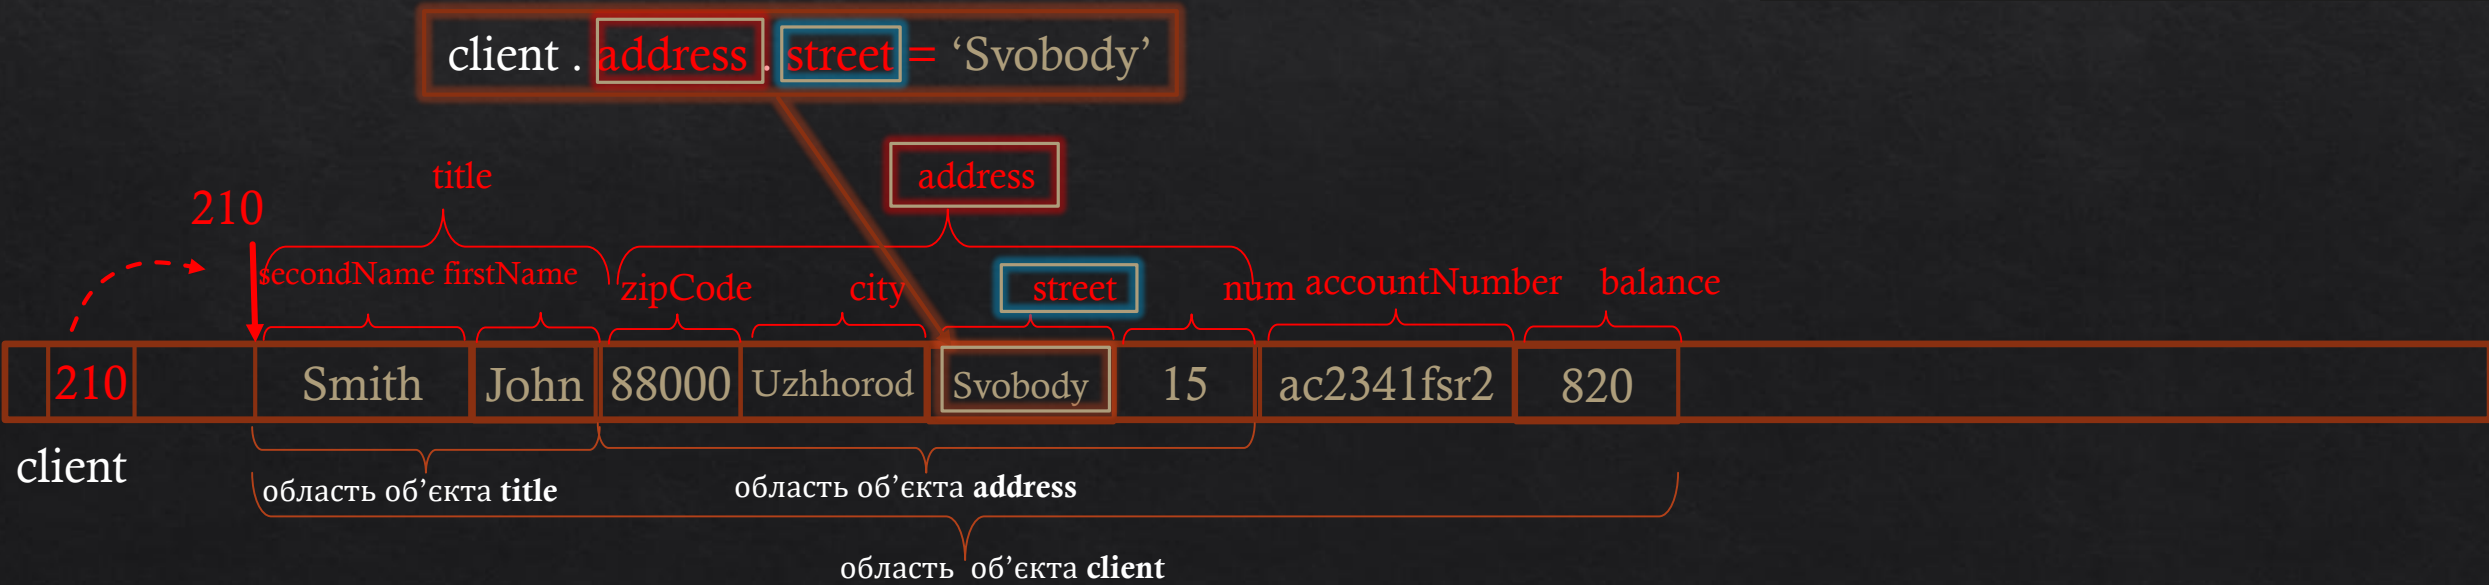 client . address . street = ‘Svobody’
title
address
210
secondName firstName
zipCode
city
street
num
accountNumber
balance
210
Smith
John
88000
Uzhhorod
Svobody
15
ac2341fsr2
820
client
область об’єкта title
область об’єкта address
область об’єкта client